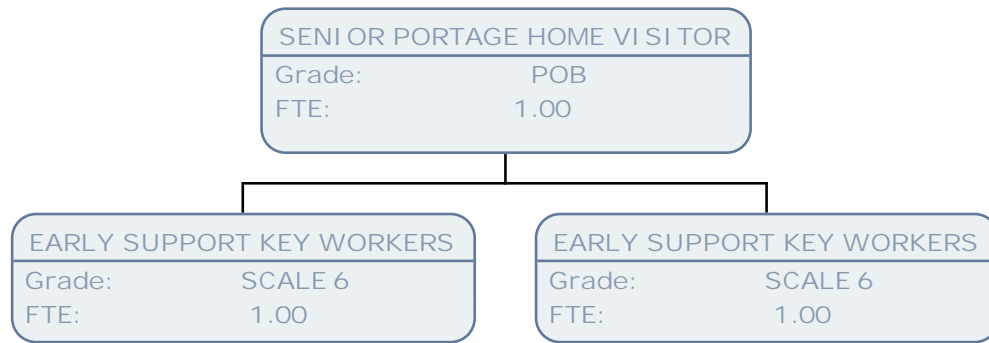 SENIOR PORTAGE HOME VISITOR
Grade: POB
FTE: 1.00
EARLY SUPPORT KEY WORKERS
Grade: SCALE 6
FTE: 1.00
EARLY SUPPORT KEY WORKERS
Grade: SCALE 6
FTE: 1.00